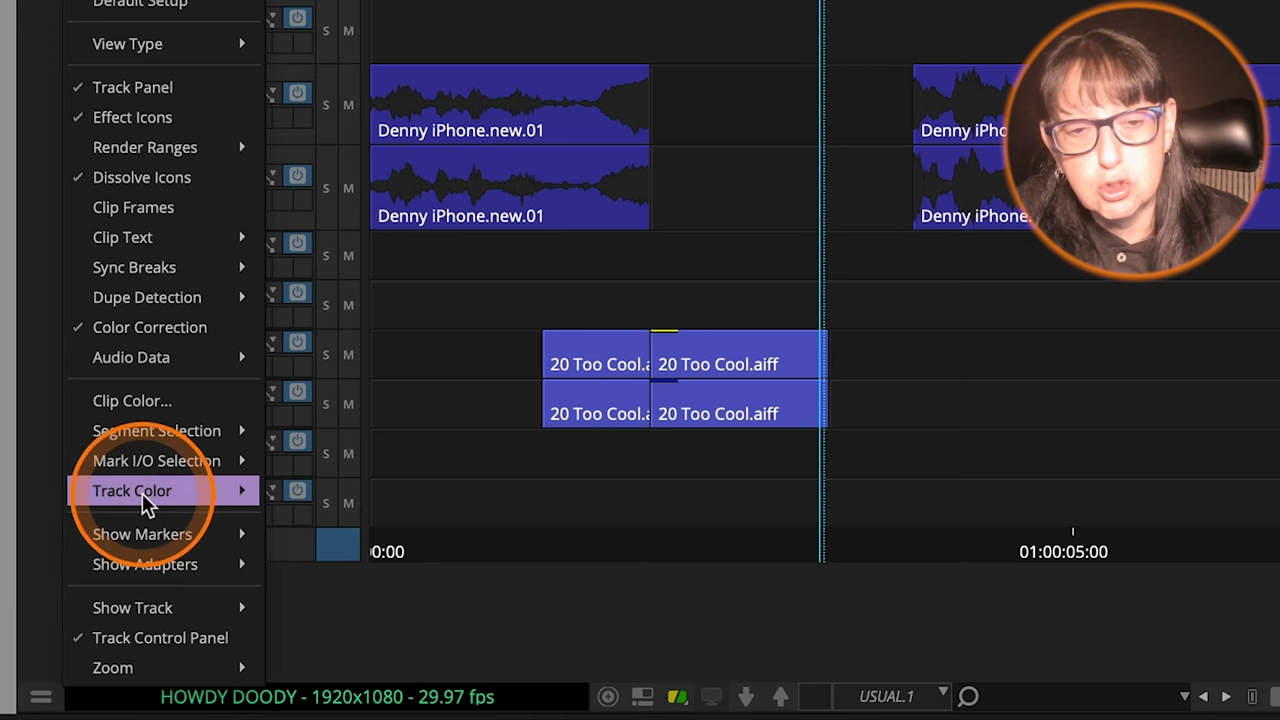 Default Setup
View Type
✓ Track Panel
✓ Effect Icons
Render Ranges
✓ Dissolve Icons
Clip Frames
Clip Text
Sync Breaks
Dupe Detection
✓ Color Correction
Audio Data
Clip Color...
Segment Selection
Mark I/O Selection
Track Color
Show Markers
Show Adapters
Show Track
✓ Track Control Panel
Zoom
S M
S M
Denny iPhone.new.01
Denny iPho
S M
Denny iPhone.new.01
Denny iPhone.
S M
S M
S M
20 Too Cool.a
20 Too Cool.aiff
S M
20 Too Cool.a
20 Too Cool.aiff
S M
S M
0:00
01:00:05:00
HOWDY DOODY - 1920x1080 - 29.97 fps
USUAL.1